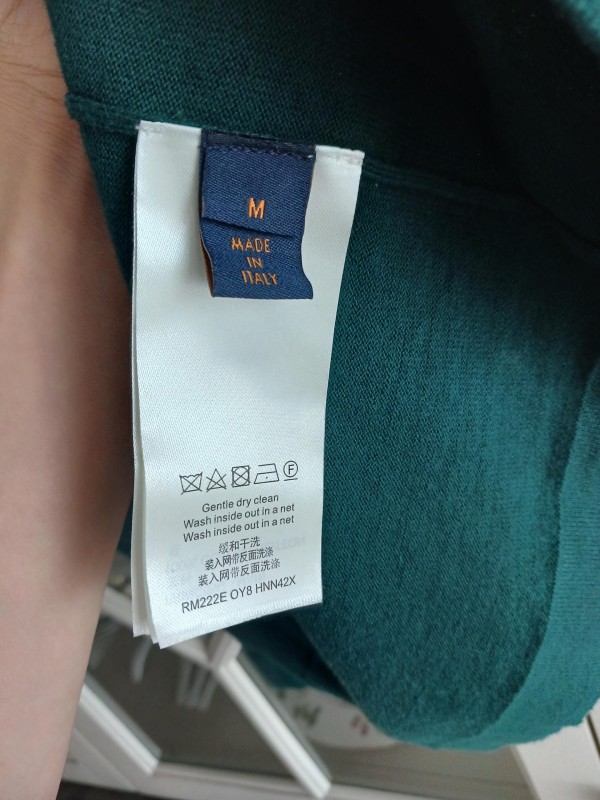 M
MADE
IN
ITALY
F
Gentle dry clean
Wash inside out in a net
Wash inside out in a net
缓和干洗
装入网带反面洗涤
装入网带反面洗涤
RM222E OY8 HNN42X